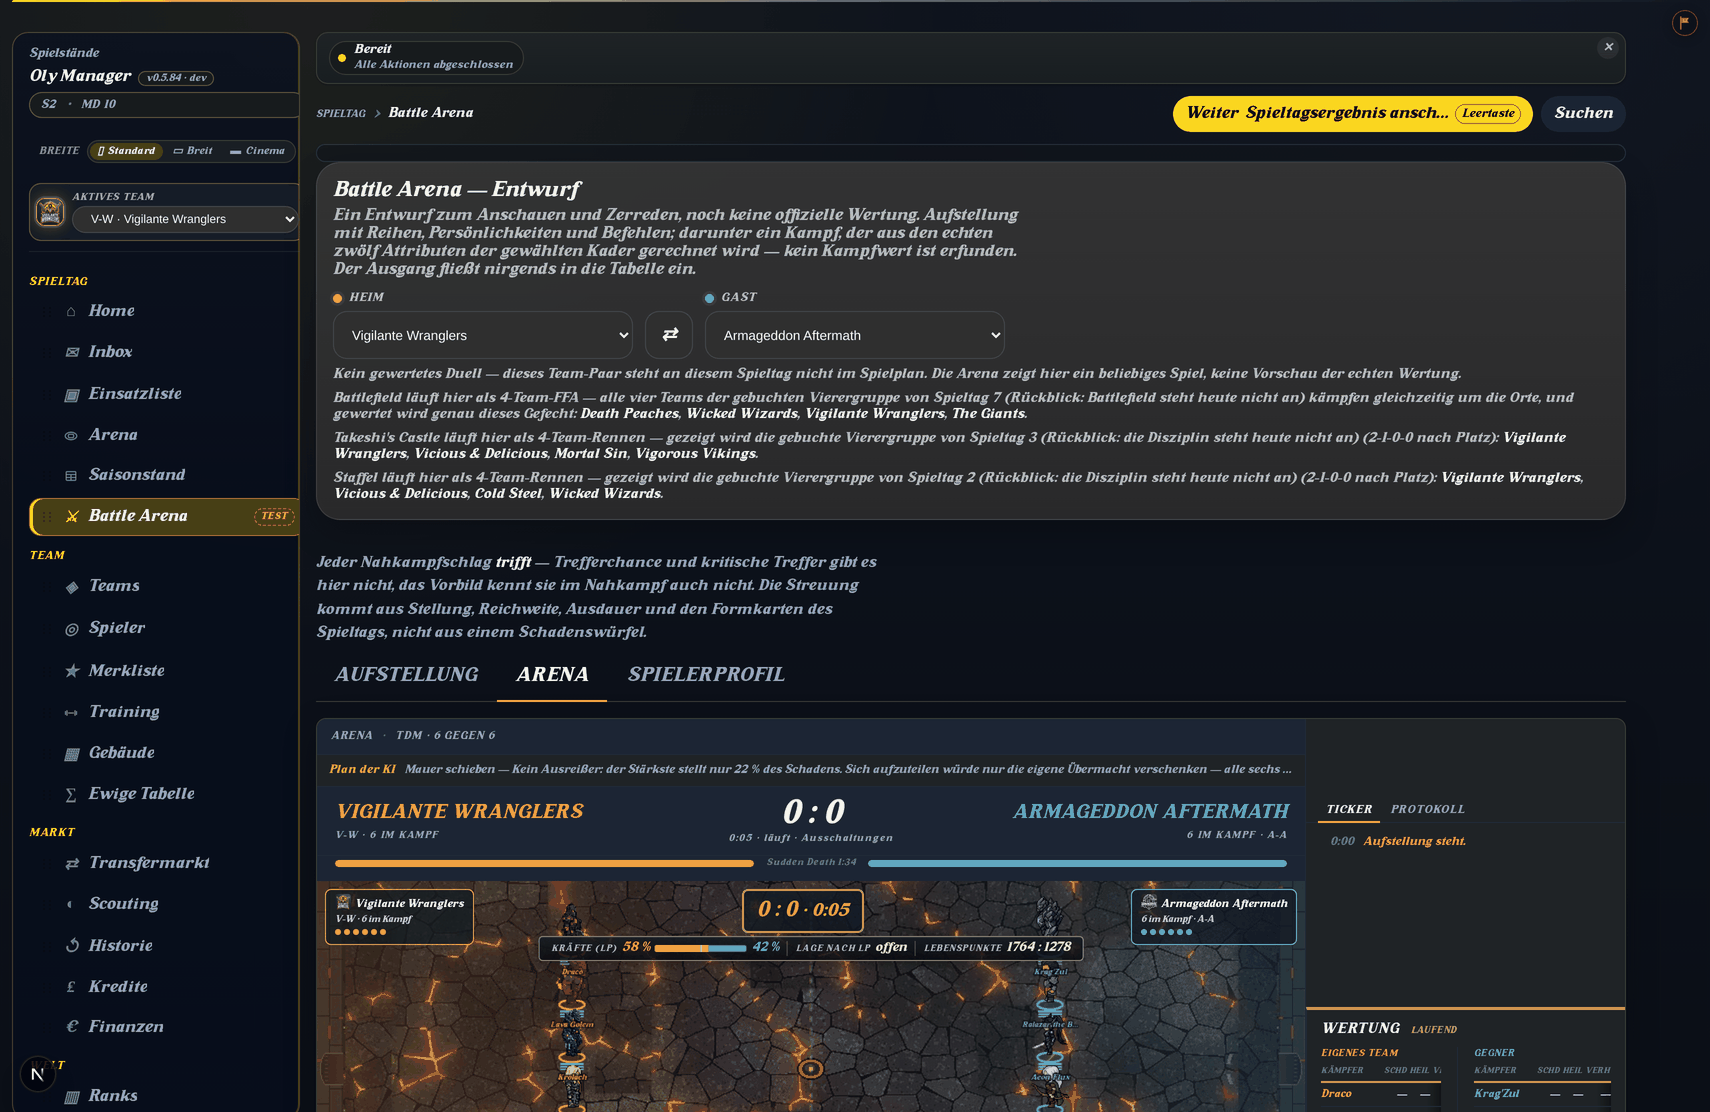 Spielstände
Oly Manager v0.5.84 · dev
S2 · MD 10
BREITE Standard Breit Cinema
AKTIVES TEAM
V-W · Vigilante Wranglers
SPIELTAG
Home
Inbox
Einsatzliste
Arena
Saisonstand
Battle Arena TEST
TEAM
Teams
Spieler
Merkliste
Training
Gebäude
Ewige Tabelle
MARKT
Transfermarkt
Scouting
Historie
Kredite
Finanzen
Ranks
Bereit
Alle Aktionen abgeschlossen
SPIELTAG > Battle Arena
Weiter Spieltagsergebnis ansch... Leertaste
Suchen
Battle Arena — Entwurf
Ein Entwurf zum Anschauen und Zerreden, noch keine offizielle Wertung. Aufstellung
mit Reihen, Persönlichkeiten und Befehlen; darunter ein Kampf, der aus den echten
zwölf Attributen der gewählten Kader gerechnet wird — kein Kampfwert ist erfunden.
Der Ausgang fließt nirgends in die Tabelle ein.
HEIM GAST
Vigilante Wranglers ⇄ Armageddon Aftermath
Kein gewertetes Duell — dieses Team-Paar steht an diesem Spieltag nicht im Spielplan. Die Arena zeigt hier ein beliebiges Spiel, keine Vorschau der echten Wertung.
Battlefield läuft hier als 4-Team-FFA — alle vier Teams der gebuchten Vierergruppe von Spieltag 7 (Rückblick: Battlefield steht heute nicht an) kämpfen gleichzeitig um die Orte, und
gewertet wird genau dieses Gefecht: Death Peaches, Wicked Wizards, Vigilante Wranglers, The Giants.
Takeshi's Castle läuft hier als 4-Team-Rennen — gezeigt wird die gebuchte Vierergruppe von Spieltag 3 (Rückblick: die Disziplin steht heute nicht an) (2-1-0-0 nach Platz): Vigilante
Wranglers, Vicious & Delicious, Mortal Sin, Vigorous Vikings.
Staffel läuft hier als 4-Team-Rennen — gezeigt wird die gebuchte Vierergruppe von Spieltag 2 (Rückblick: die Disziplin steht heute nicht an) (2-1-0-0 nach Platz): Vigilante Wranglers,
Vicious & Delicious, Cold Steel, Wicked Wizards.
Jeder Nahkampfschlag trifft — Trefferchance und kritische Treffer gibt es
hier nicht, das Vorbild kennt sie im Nahkampf auch nicht. Die Streuung
kommt aus Stellung, Reichweite, Ausdauer und den Formkarten des
Spieltags, nicht aus einem Schadenswürfel.
AUFSTELLUNG ARENA SPIELERPROFIL
ARENA · TDM · 6 GEGEN 6
Plan der KI Mauer schieben — Kein Ausreißer: der Stärkste stellt nur 22 % des Schadens. Sich aufzuteilen würde nur die eigene Übermacht verschenken — alle sechs ...
VIGILANTE WRANGLERS 0 : 0 ARMAGEDDON AFTERMATH
V-W · 6 IM KAMPF 0:05 · läuft · Ausschaltungen 6 IM KAMPF · A-A
Sudden Death 1:34
Vigilante Wranglers
V-W · 6 im Kampf
0 : 0 · 0:05
Armageddon Aftermath
6 im Kampf · A-A
KRÄFTE (LP) 58 % 42 % LAGE NACH LP offen LEBENSPUNKTE 1764 : 1278
Draco Krag'Zul
Lava Golem
Krolach Aeon Flux
TICKER PROTOKOLL
0:00 Aufstellung steht.
WERTUNG LAUFEND
EIGENES TEAM GEGNER
KÄMPFER SCHD HEIL KÄMPFER SCHD HEIL VERH
Draco — — Krag'Zul — — —